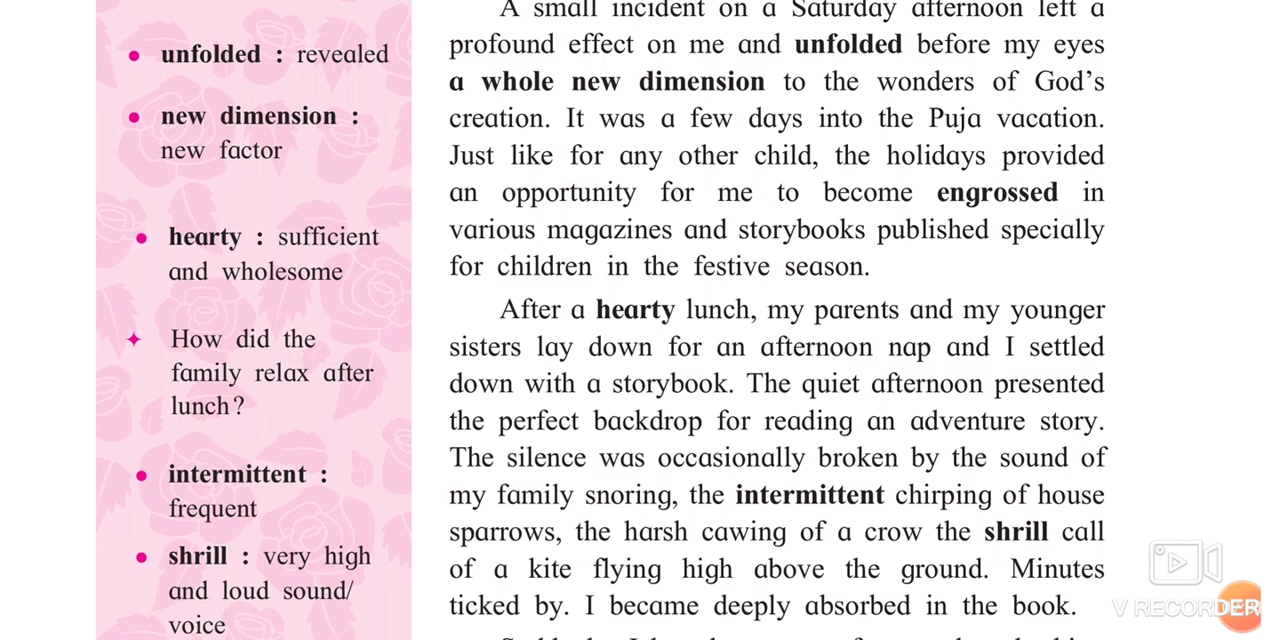 unfolded : revealed
new dimension :
new factor
hearty : sufficient
and wholesome
How did the
family relax after
lunch?
intermittent :
frequent
shrill : very high
and loud sound/
voice
A small incident on a Saturday afternoon left a
profound effect on me and unfolded before my eyes
a whole new dimension to the wonders of God's
creation. It was a few days into the Puja vacation.
Just like for any other child, the holidays provided
an opportunity for me to become engrossed in
various magazines and storybooks published specially
for children in the festive season.
After a hearty lunch, my parents and my younger
sisters lay down for an afternoon nap and I settled
down with a storybook. The quiet afternoon presented
the perfect backdrop for reading an adventure story.
The silence was occasionally broken by the sound of
my family snoring, the intermittent chirping of house
sparrows, the harsh cawing of a crow the shrill call
of a kite flying high above the ground. Minutes
ticked by. I became deeply absorbed in the book.
V RECORDER